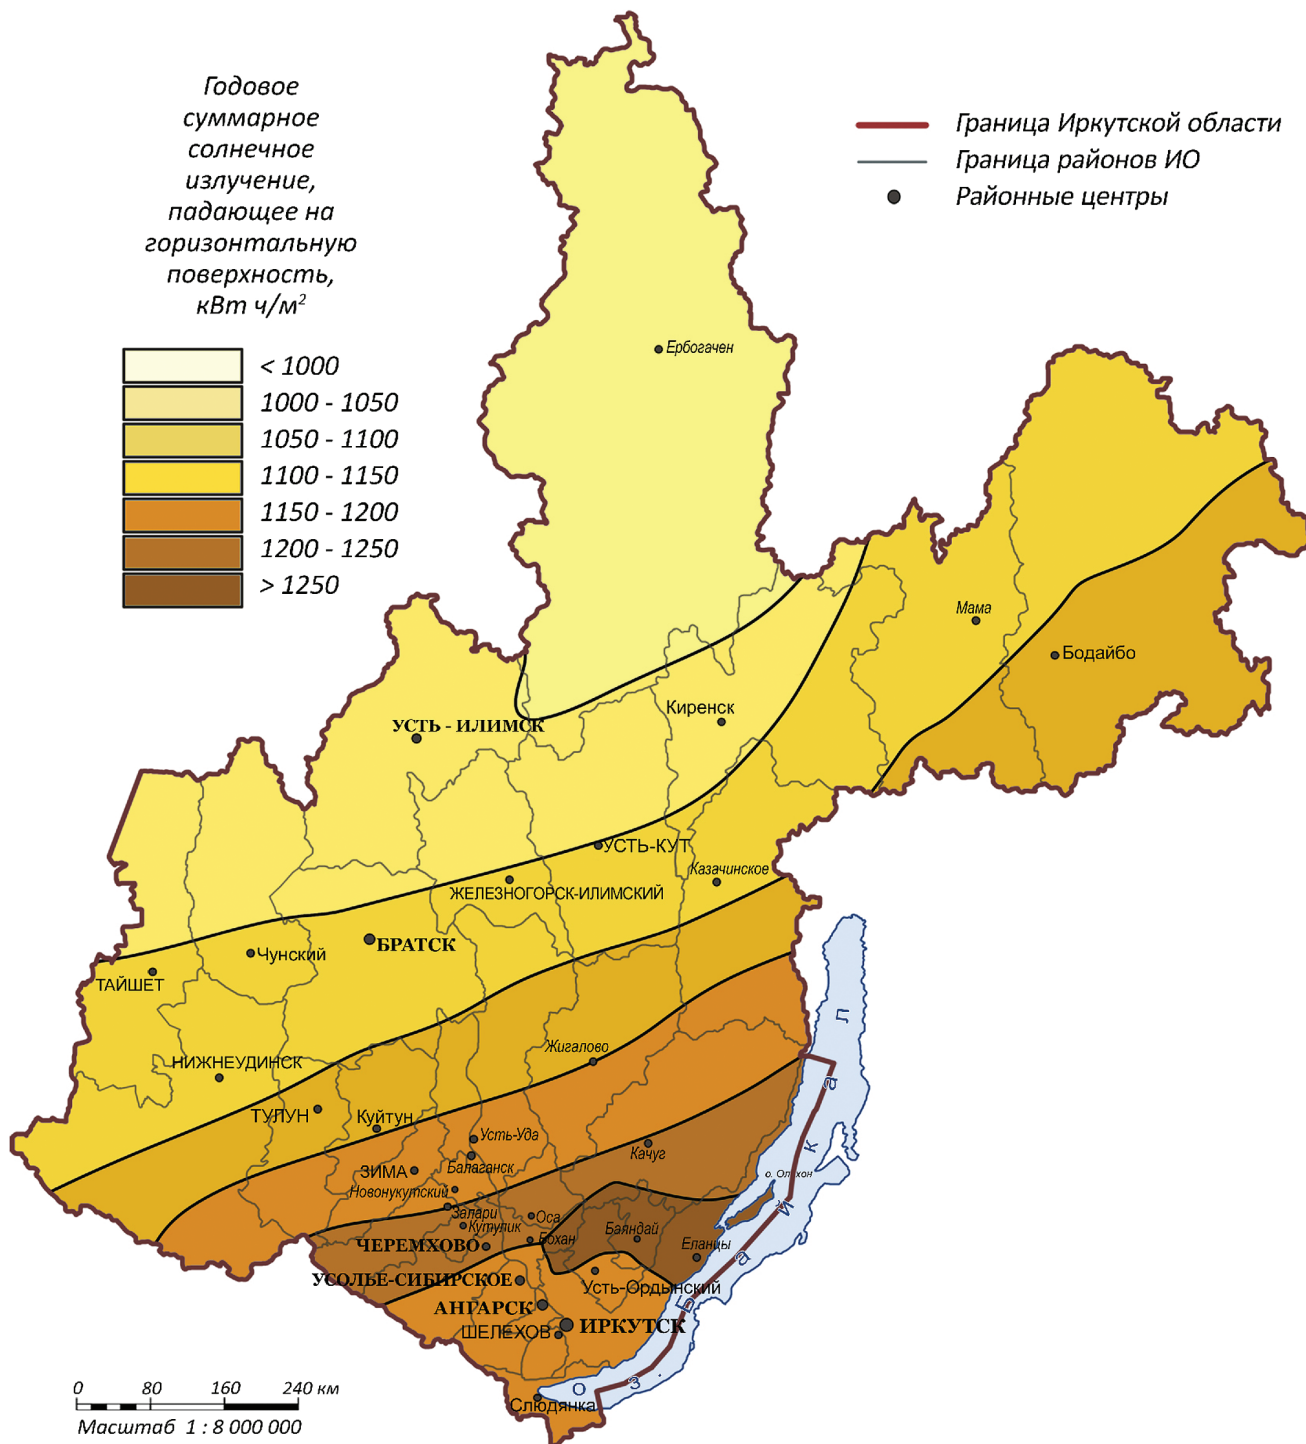 Годовое
суммарное
солнечное
излучение,
падающее на
горизонтальную
поверхность,
кВт ч/м²
< 1000
1000 - 1050
1050 - 1100
1100 - 1150
1150 - 1200
1200 - 1250
> 1250
Граница Иркутской области
Граница районов ИО
Районные центры
Ербогачен
Мама
Бодайбо
Киренск
УСТЬ - ИЛИМСК
УСТЬ-КУТ
Казачинское
ЖЕЛЕЗНОГОРСК-ИЛИМСКИЙ
БРАТСК
Чунский
ТАЙШЕТ
НИЖНЕУДИНСК
Жигалово
ТУЛУН
Куйтун
Усть-Уда
Качуг
ЗИМА
Балаганск
Новонукутский
о. Ольхон
Залари
Оса
Кутулик
Баяндай
Бохан
Еланцы
ЧЕРЕМХОВО
УСОЛЬЕ-СИБИРСКОЕ
Усть-Ордынский
АНГАРСК
ИРКУТСК
ШЕЛЕХОВ
Слюдянка
оз. Байкал
0 80 160 240 км
Масштаб 1 : 8 000 000